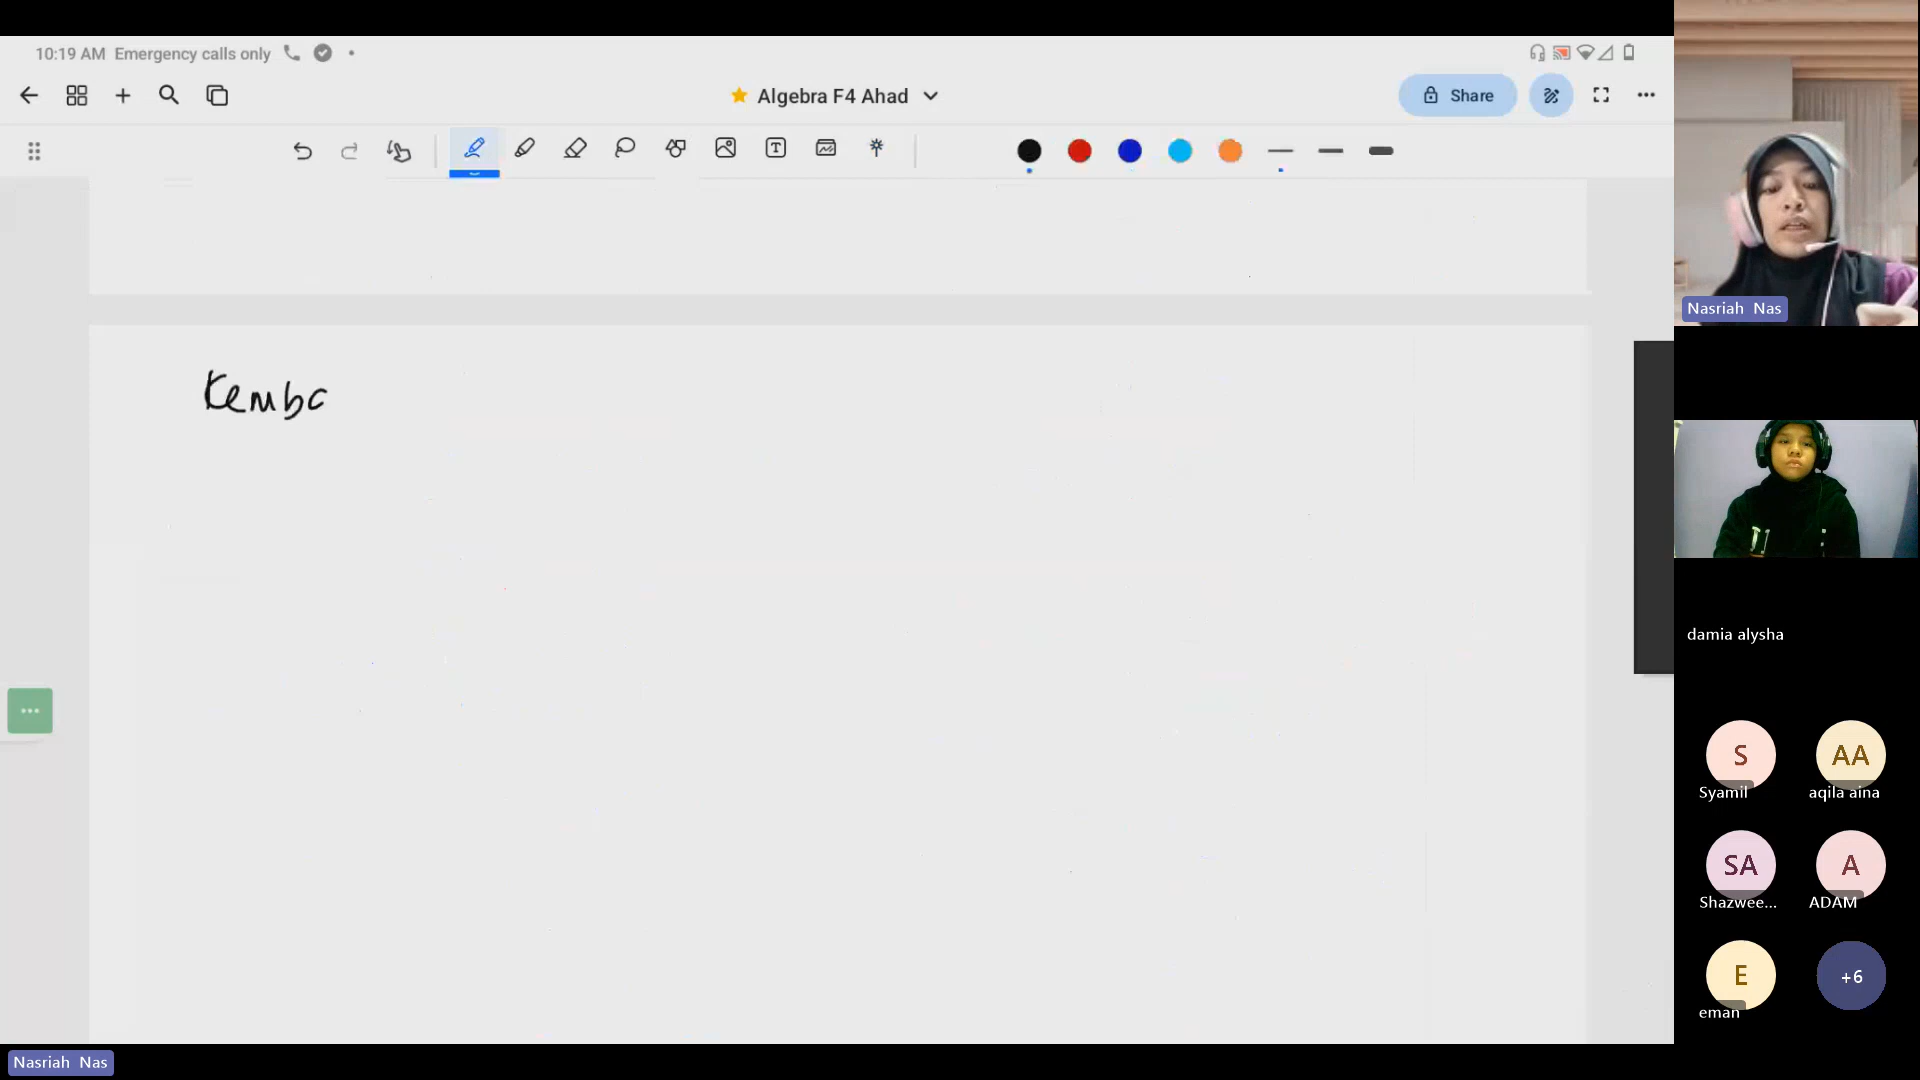 10:19 AM Emergency calls only
Algebra F4 Ahad
Share
Kemba
Nasriah Nas
damia alysha
S
AA
Syamil
aqila aina
SA
A
Shazwee...
ADAM
E
+6
eman
Nasriah Nas